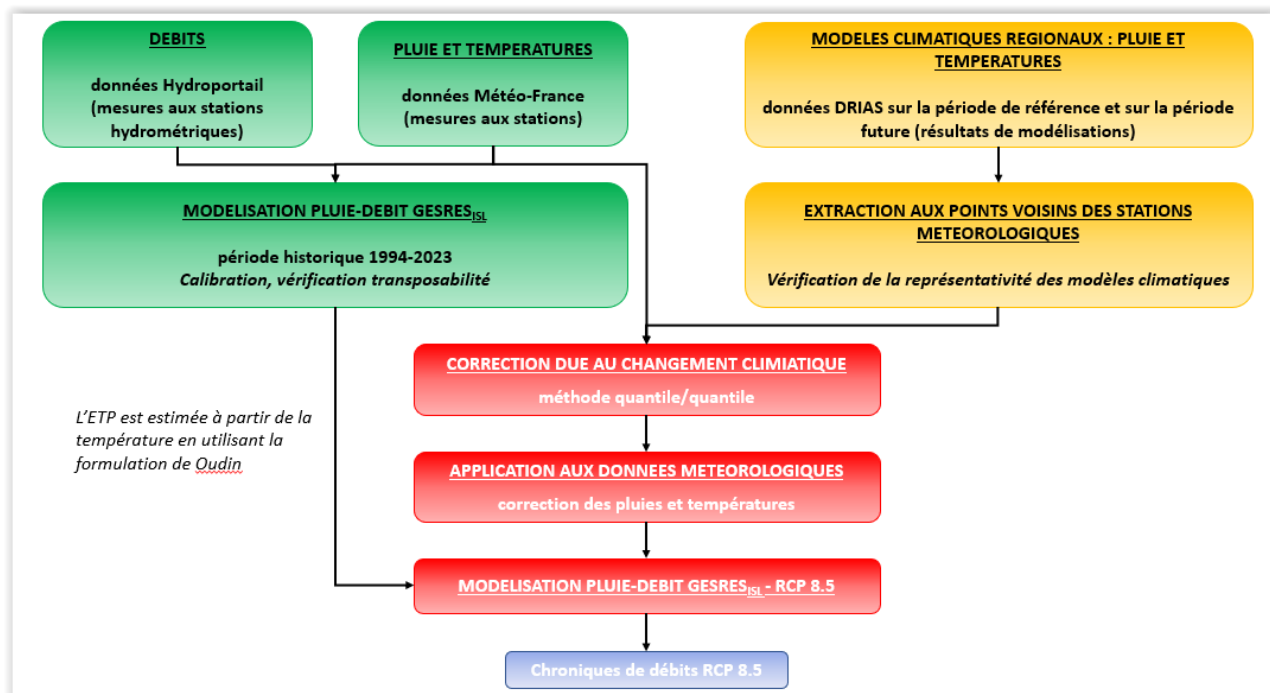 DEBITS
données Hydroportail
(mesures aux stations
hydrométriques)
PLUIE ET TEMPERATURES
données Météo-France
(mesures aux stations)
MODELES CLIMATIQUES REGIONAUX : PLUIE ET
TEMPERATURES
données DRIAS sur la période de référence et sur la période
future (résultats de modélisations)
MODELISATION PLUIE-DEBIT GESRES ISL
période historique 1994-2023
Calibration, vérification transposabilité
EXTRACTION AUX POINTS VOISINS DES STATIONS
METEOROLOGIQUES
Vérification de la représentativité des modèles climatiques
CORRECTION DUE AU CHANGEMENT CLIMIATIQUE
méthode quantile/quantile
L'ETP est estimée à partir de la
température en utilisant la
formulation de Oudin
APPLICATION AUX DONNEES METEOROLOGIQUES
correction des pluies et températures
MODELISATION PLUIE-DEBIT GESRES ISL - RCP 8.5
Chroniques de débits RCP 8.5